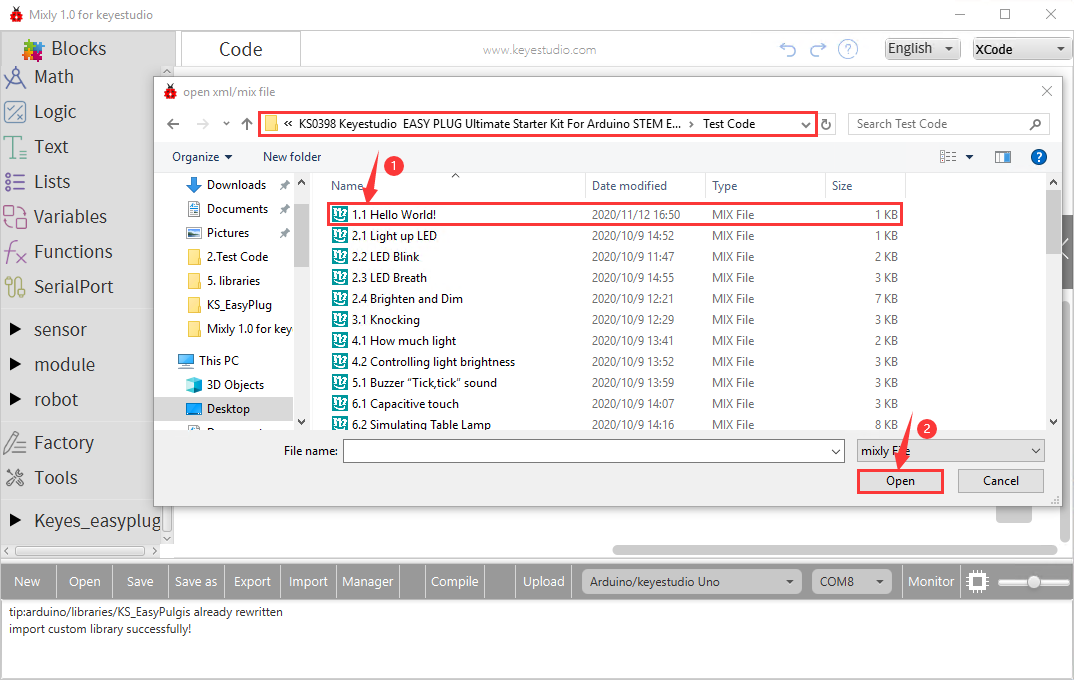 Mixly 1.0 for keyestudio
Blocks
Code
www.keyestudio.com
English
XCode
Math
Logic
Text
Lists
Variables
Functions
SerialPort
sensor
module
robot
Factory
Tools
Keyes_easyplug
open xml/mix file
« KS0398 Keyestudio EASY PLUG Ultimate Starter Kit For Arduino STEM E... › Test Code
Search Test Code
Organize
New folder
1
Downloads
Documents
Pictures
2.Test Code
5. libraries
KS_EasyPlug
Mixly 1.0 for key
This PC
3D Objects
Desktop
Name Date modified Type Size
1.1 Hello World! 2020/11/12 16:50 MIX File 1 KB
2.1 Light up LED 2020/10/9 14:52 MIX File 1 KB
2.2 LED Blink 2020/10/9 11:47 MIX File 2 KB
2.3 LED Breath 2020/10/9 14:55 MIX File 3 KB
2.4 Brighten and Dim 2020/10/9 12:21 MIX File 7 KB
3.1 Knocking 2020/10/9 12:29 MIX File 3 KB
4.1 How much light 2020/10/9 13:41 MIX File 2 KB
4.2 Controlling light brightness 2020/10/9 13:52 MIX File 3 KB
5.1 Buzzer “Tick,tick” sound 2020/10/9 13:59 MIX File 3 KB
6.1 Capacitive touch 2020/10/9 14:07 MIX File 3 KB
6.2 Simulating Table Lamp 2020/10/9 14:16 MIX File 8 KB
2
File name:
mixly File
Open
Cancel
New Open Save Save as Export Import Manager Compile Upload Arduino/keyestudio Uno COM8 Monitor
tip:arduino/libraries/KS_EasyPulgis already rewritten
import custom library successfully!